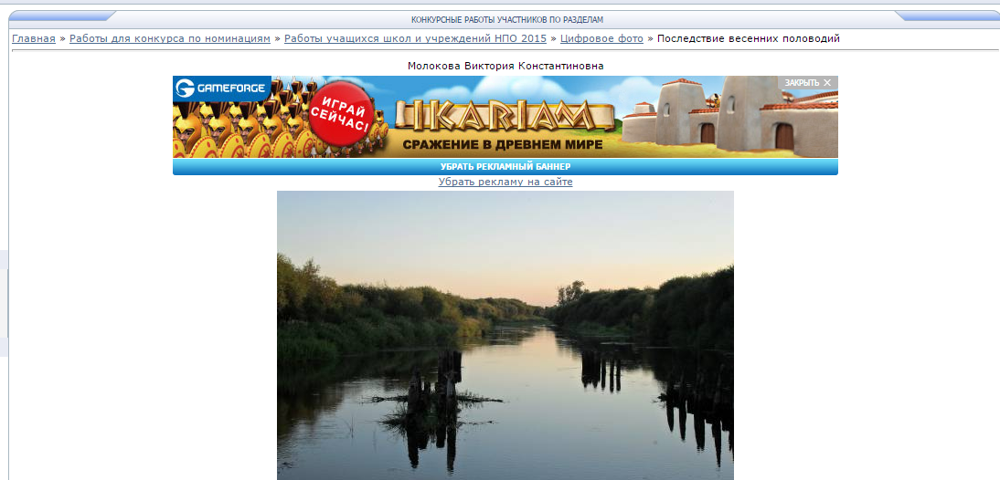 КОНКУРСНЫЕ РАБОТЫ УЧАСТНИКОВ ПО РАЗДЕЛАМ
Главная » Работы для конкурса по номинациям » Работы учащихся школ и учреждений НПО 2015 » Цифровое фото » Последствие весенних половодий
Молокова Виктория Константиновна
GAMEFORGE
ЗАКРЫТЬ ✕
ИГРАЙ
СЕЙЧАС!
IKARIAM
СРАЖЕНИЕ В ДРЕВНЕМ МИРЕ
УБРАТЬ РЕКЛАМНЫЙ БАННЕР
Убрать рекламу на сайте